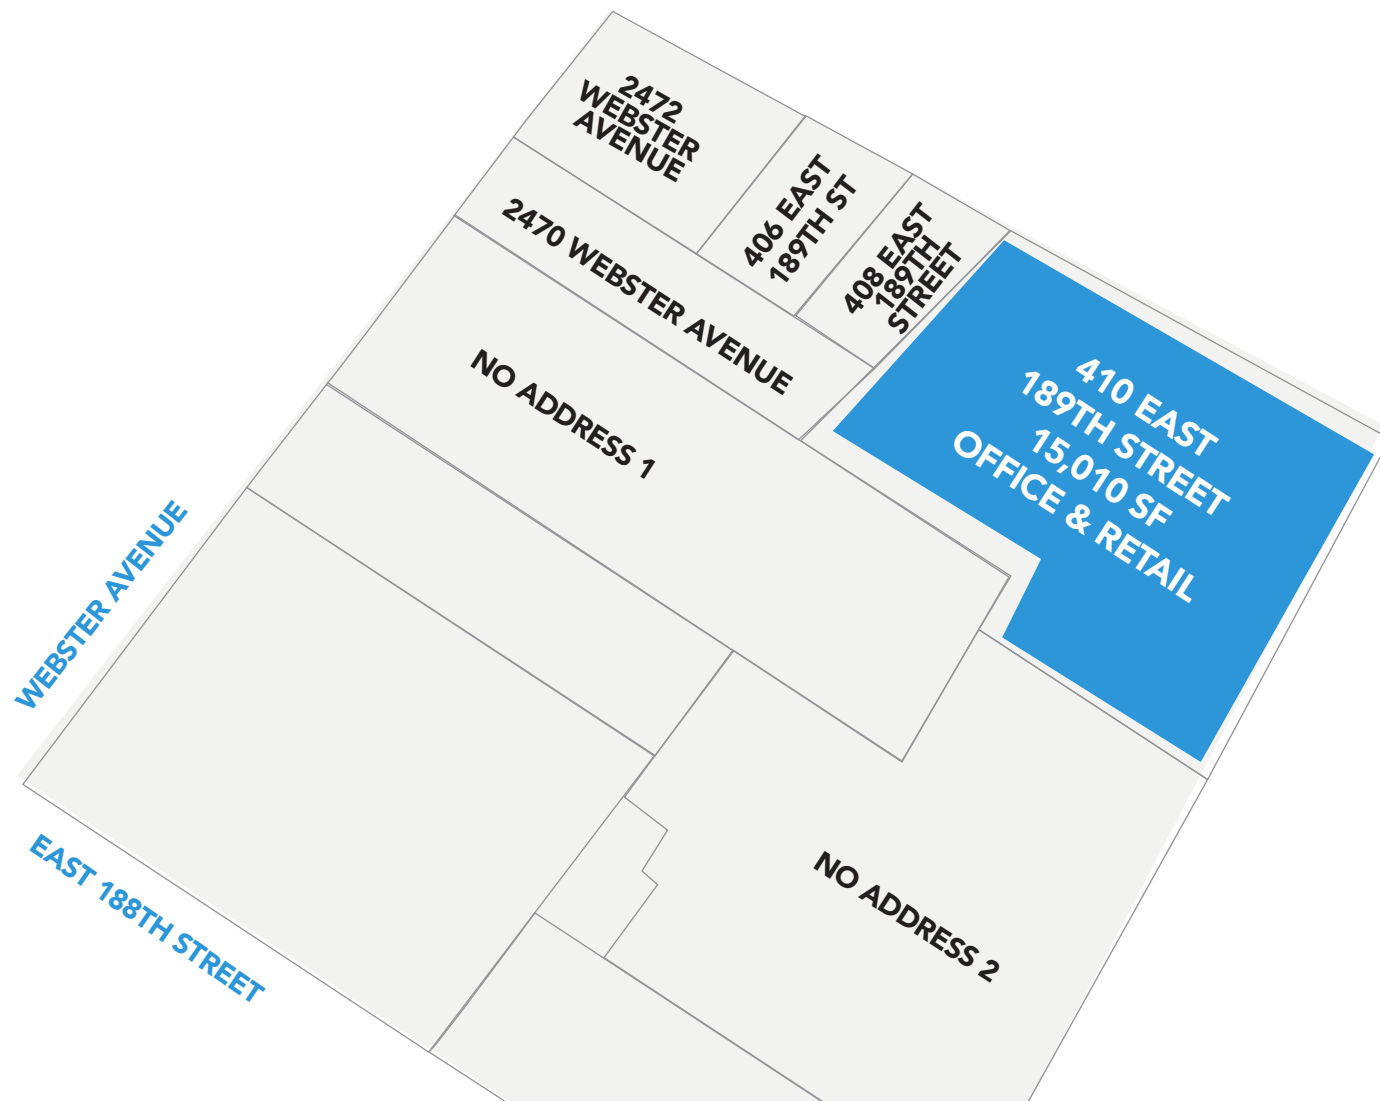 2472
WEBSTER
AVENUE
406 EAST
189TH ST
408 EAST
189TH
STREET
2470 WEBSTER AVENUE
NO ADDRESS 1
410 EAST
189TH STREET
15,010 SF
OFFICE & RETAIL
WEBSTER AVENUE
EAST 188TH STREET
NO ADDRESS 2